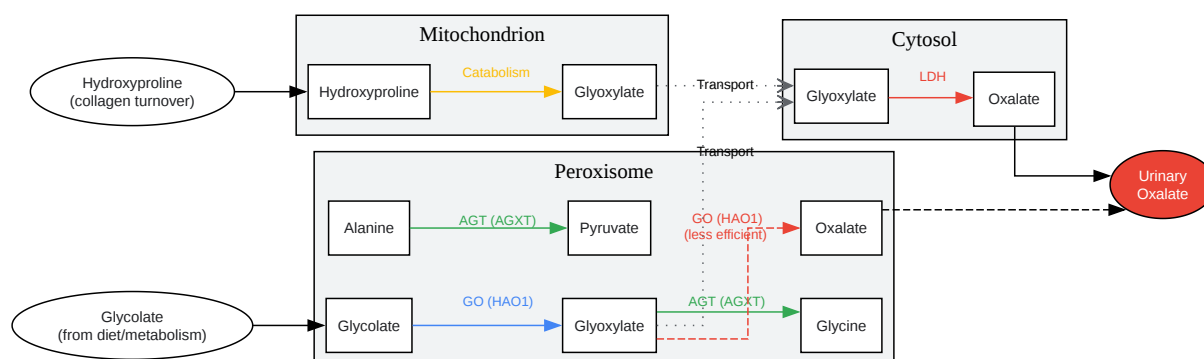 Mitochondrion
Cytosol
Hydroxyproline
(collagen turnover)
Hydroxyproline
Catabolism
Glyoxylate
Transport
Glyoxylate
LDH
Oxalate
Transport
Peroxisome
Urinary
Oxalate
Alanine
AGT (AGXT)
Pyruvate
GO (HAO1)
(less efficient)
Oxalate
Glycolate
(from diet/metabolism)
Glycolate
GO (HAO1)
Glyoxylate
AGT (AGXT)
Glycine